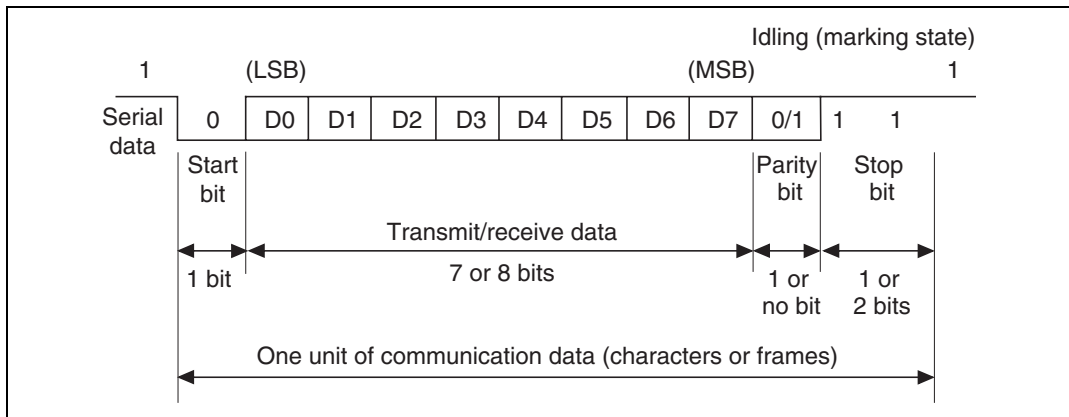 Idling (marking state)
1 (LSB) (MSB) 1
Serial data
0 D0 D1 D2 D3 D4 D5 D6 D7 0/1 1 1
Start bit
Parity bit
Stop bit
Transmit/receive data
1 bit
7 or 8 bits
1 or no bit
1 or 2 bits
One unit of communication data (characters or frames)